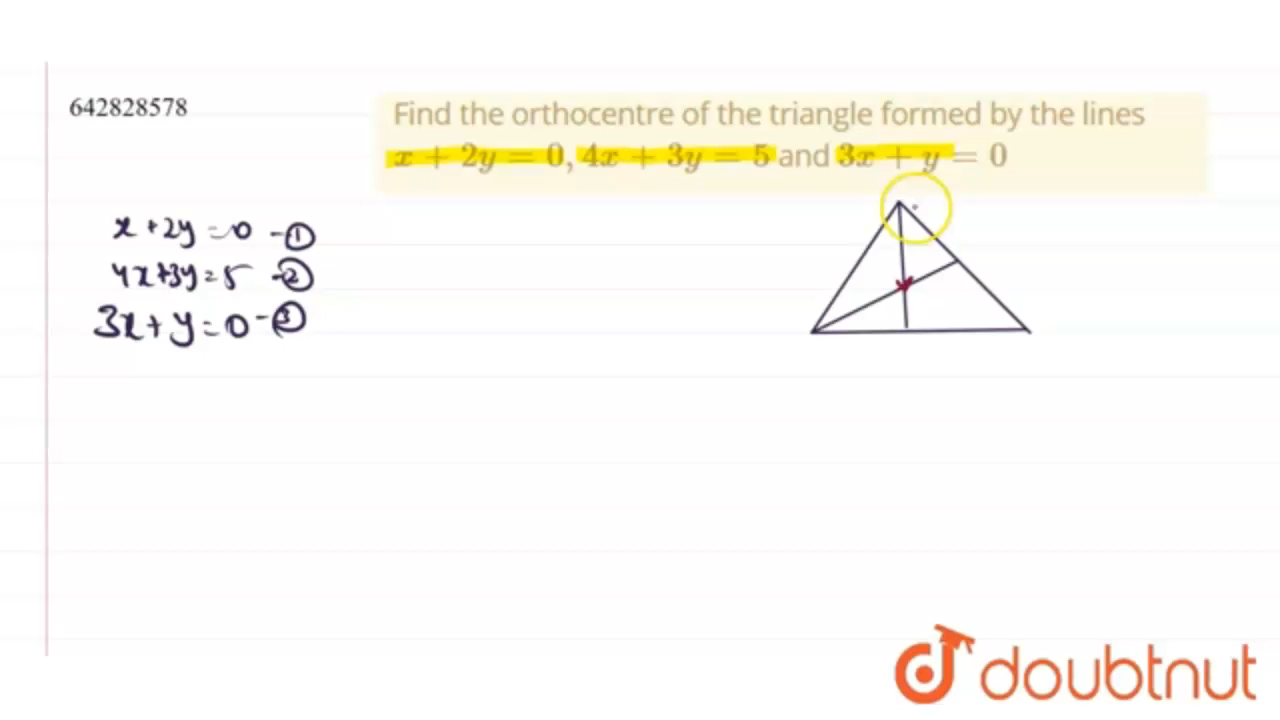 642828578
Find the orthocentre of the triangle formed by the lines
x + 2y = 0, 4x + 3y = 5 and 3x + y = 0
x + 2y = 0 - ①
4x + 3y = 5 - ②
3x + y = 0 - ③
doubtnut